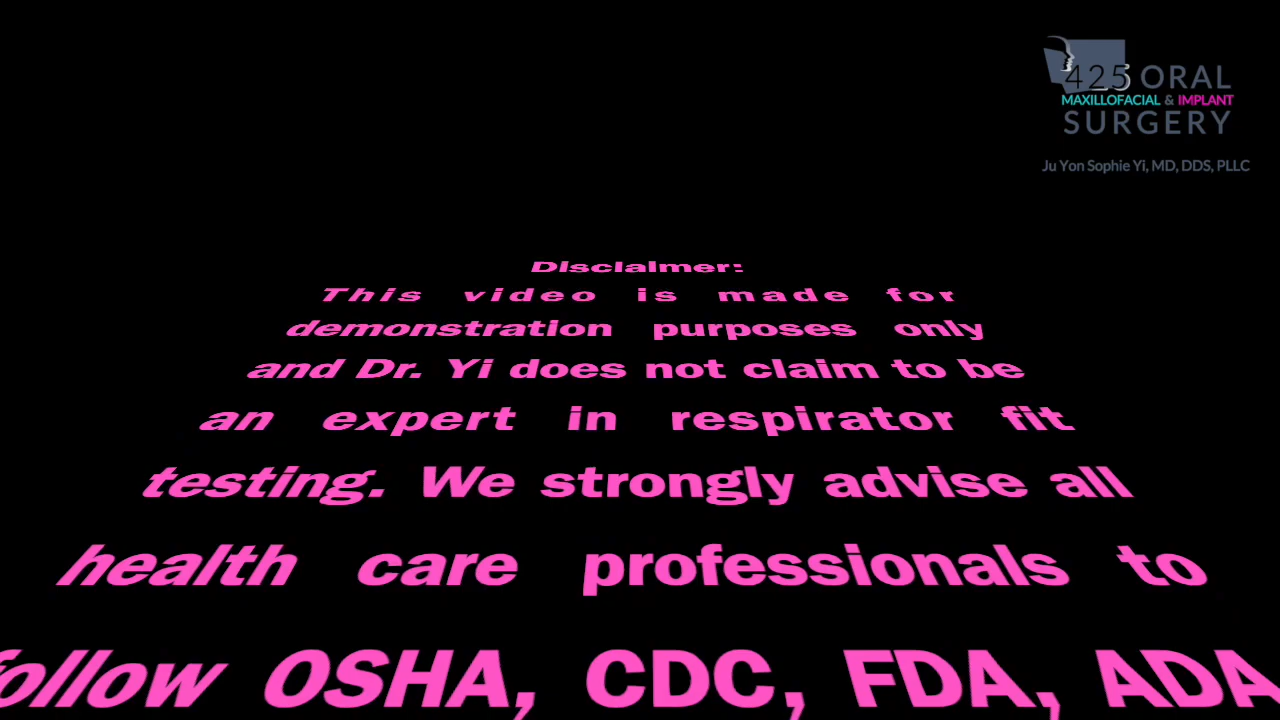 425 ORAL
MAXILLOFACIAL & IMPLANT
SURGERY
Ju Yon Sophie Yi, MD, DDS, PLLC
Disclaimer:
This video is made for
demonstration purposes only
and Dr. Yi does not claim to be
an expert in respirator fit
testing. We strongly advise all
health care professionals to
follow OSHA, CDC, FDA, ADA